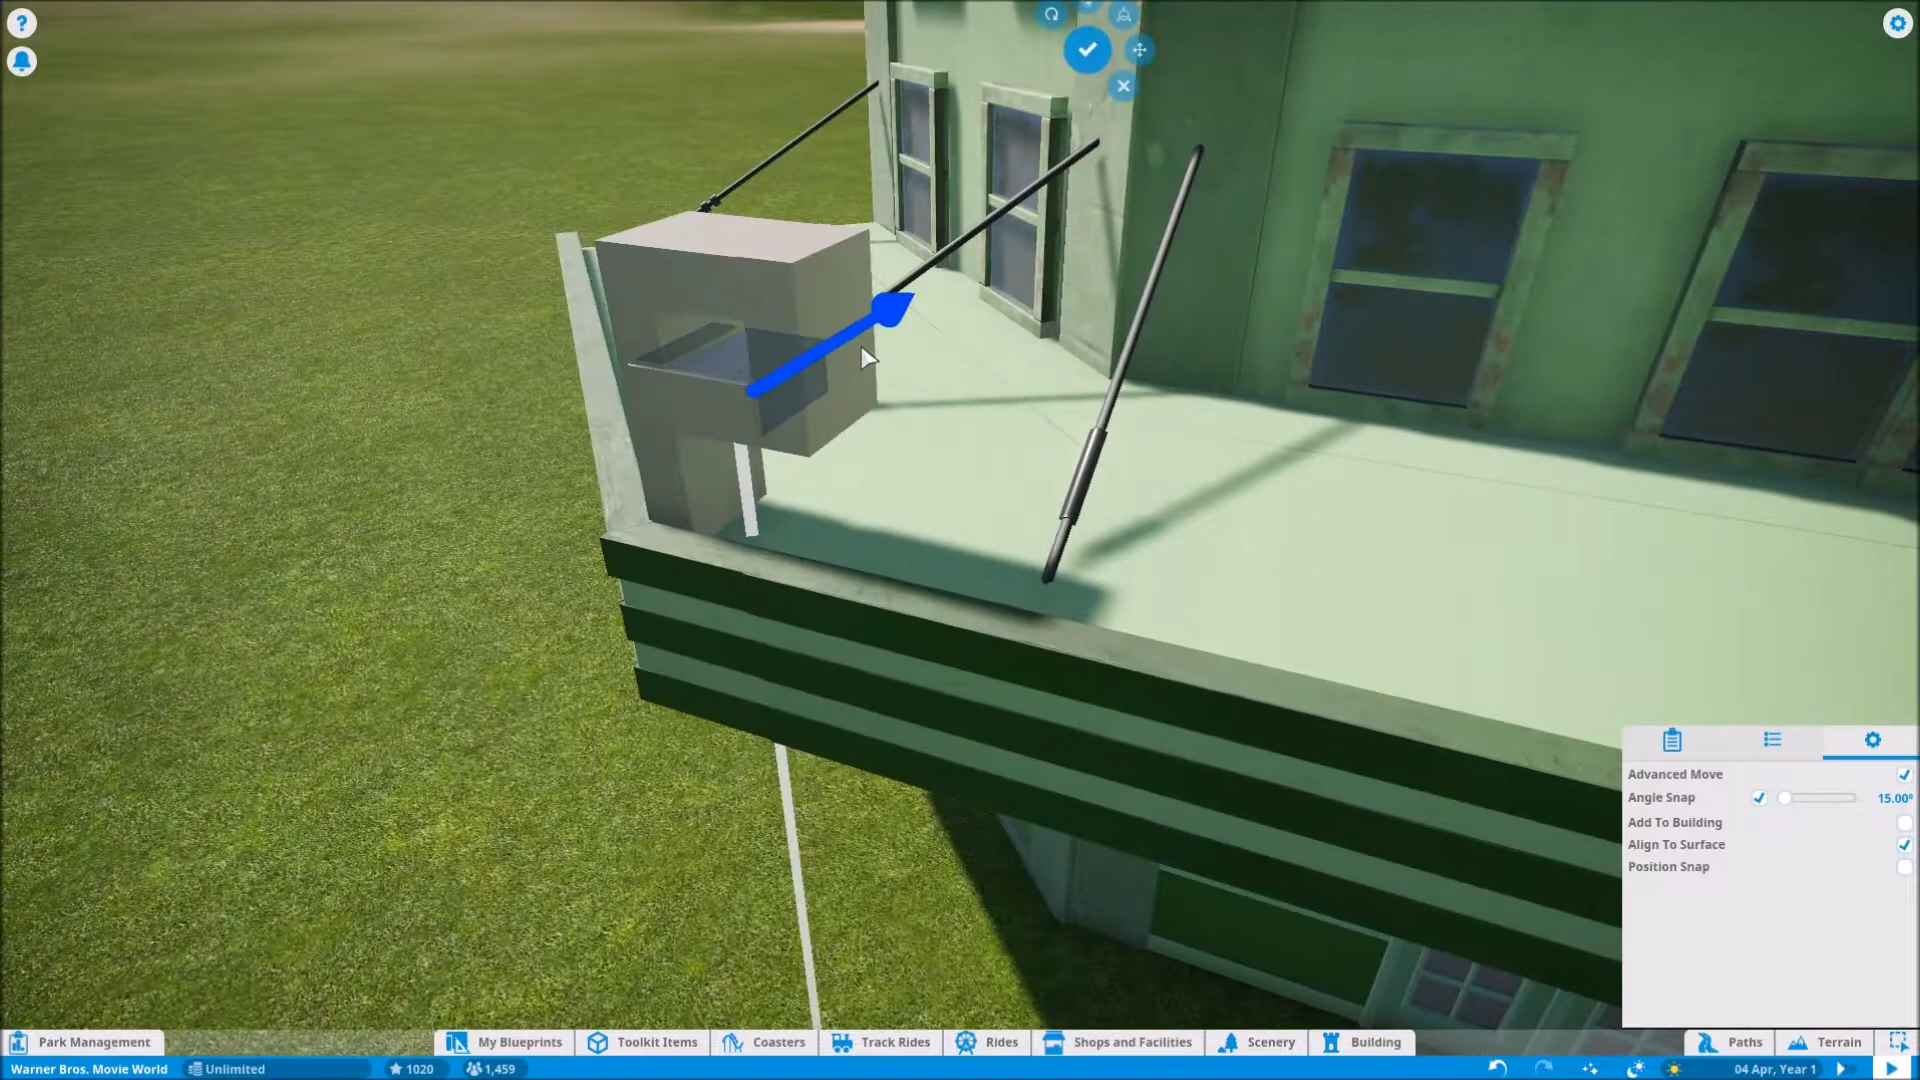 ?
Advanced Move
Angle Snap 15.00°
Add To Building
Align To Surface
Position Snap
Park Management
My Blueprints
Toolkit Items
Coasters
Track Rides
Rides
Shops and Facilities
Scenery
Building
Paths
Terrain
Warner Bros. Movie World
Unlimited
1020
1,459
04 Apr, Year 1